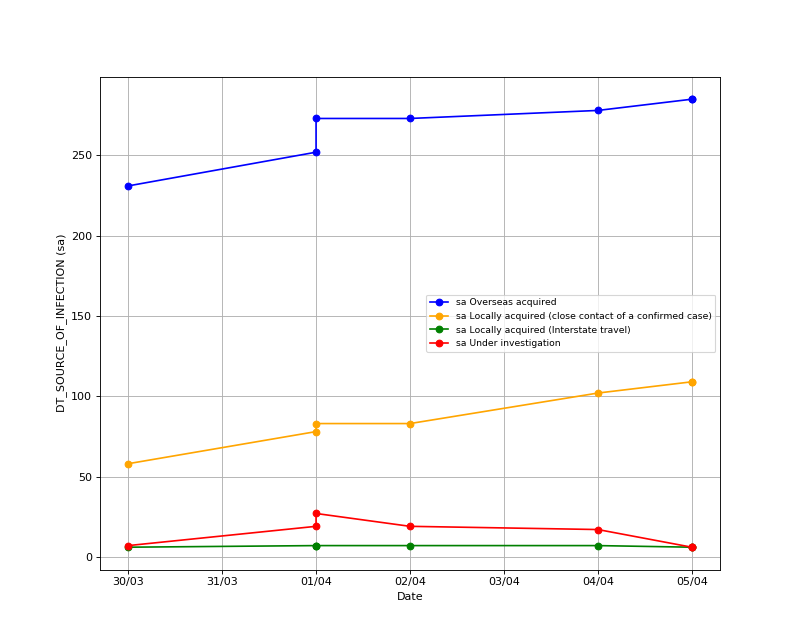 250
200
150
100
50
0
DT_SOURCE_OF_INFECTION (sa)
sa Overseas acquired
sa Locally acquired (close contact of a confirmed case)
sa Locally acquired (Interstate travel)
sa Under investigation
30/03 31/03 01/04 02/04 03/04 04/04 05/04
Date